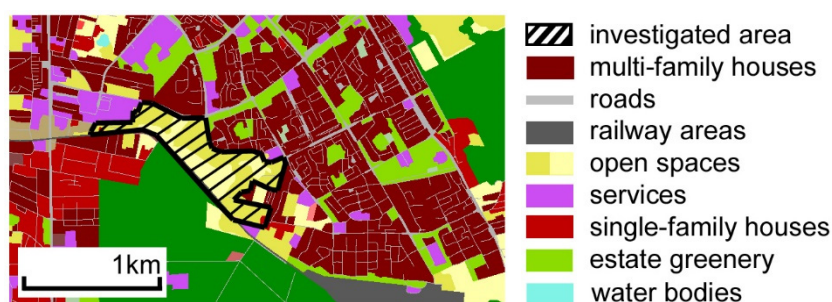 investigated area
multi-family houses
roads
railway areas
open spaces
services
single-family houses
estate greenery
water bodies
1km